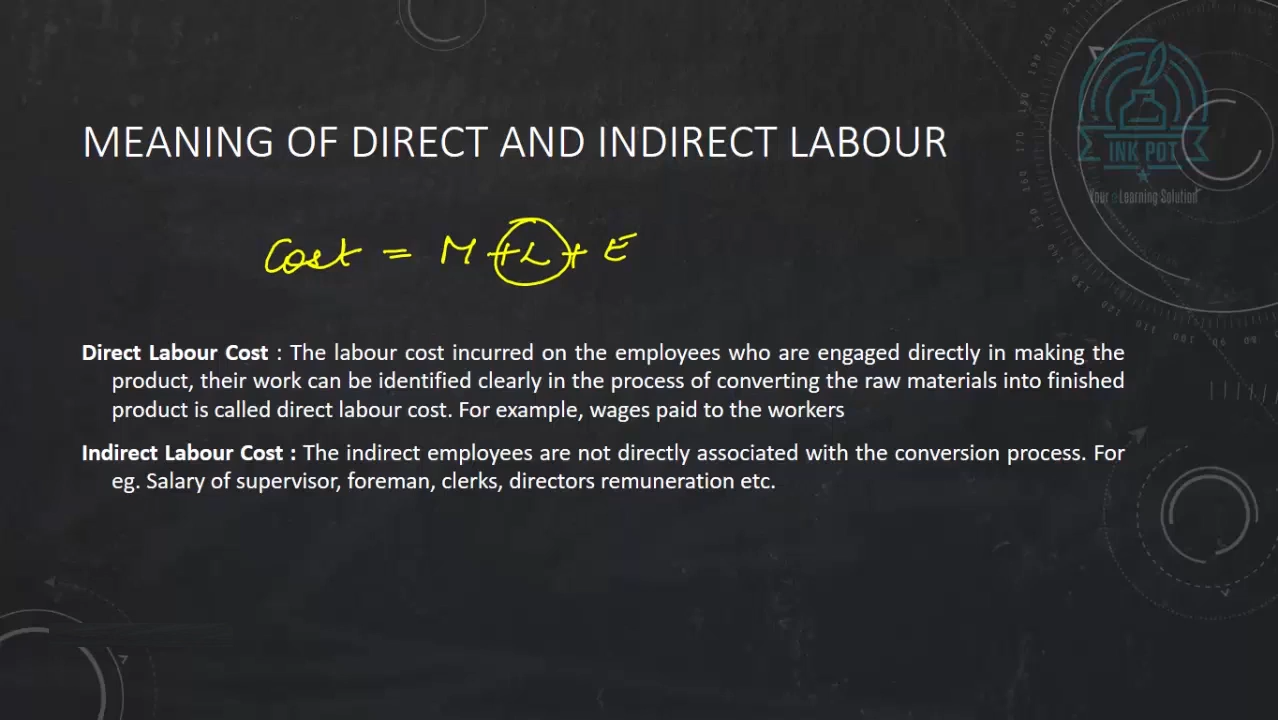 MEANING OF DIRECT AND INDIRECT LABOUR
INK POT
Your e-Learning Solution
Cost = M + L + E
Direct Labour Cost : The labour cost incurred on the employees who are engaged directly in making the
product, their work can be identified clearly in the process of converting the raw materials into finished
product is called direct labour cost. For example, wages paid to the workers
Indirect Labour Cost : The indirect employees are not directly associated with the conversion process. For
eg. Salary of supervisor, foreman, clerks, directors remuneration etc.